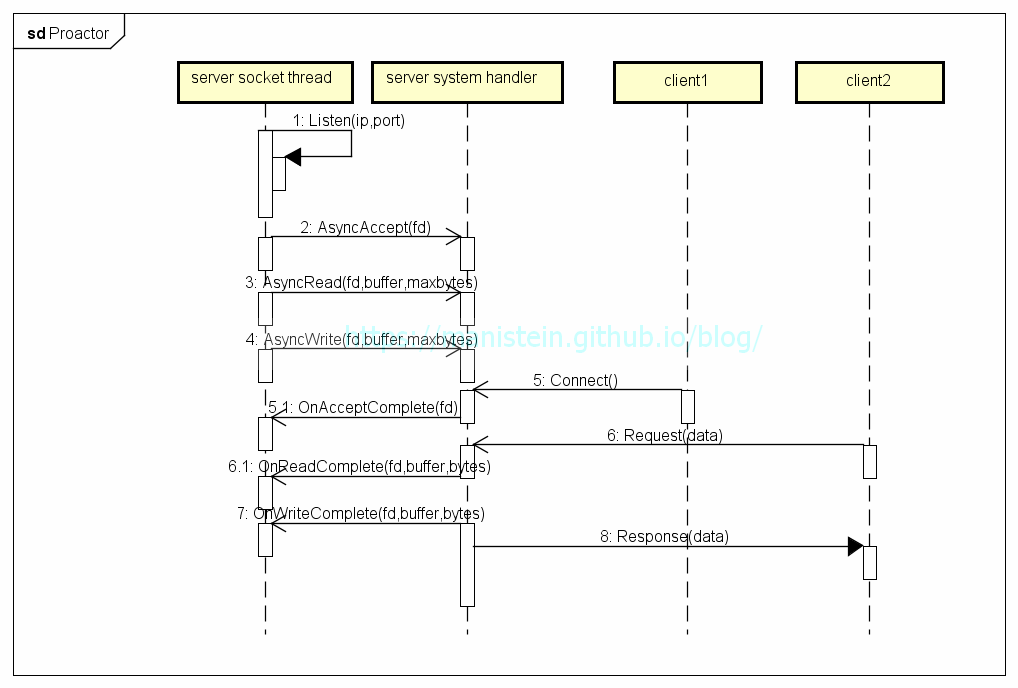 sd Proactor
server socket thread
server system handler
client1
client2
1: Listen(ip,port)
2: AsyncAccept(fd)
3: AsyncRead(fd,buffer,maxbytes)
https://manistein.github.io/blog/
4: AsyncWrite(fd,buffer,maxbytes)
5: Connect()
5.1: OnAcceptComplete(fd)
6: Request(data)
6.1: OnReadComplete(fd,buffer,bytes)
7: OnWriteComplete(fd,buffer,bytes)
8: Response(data)